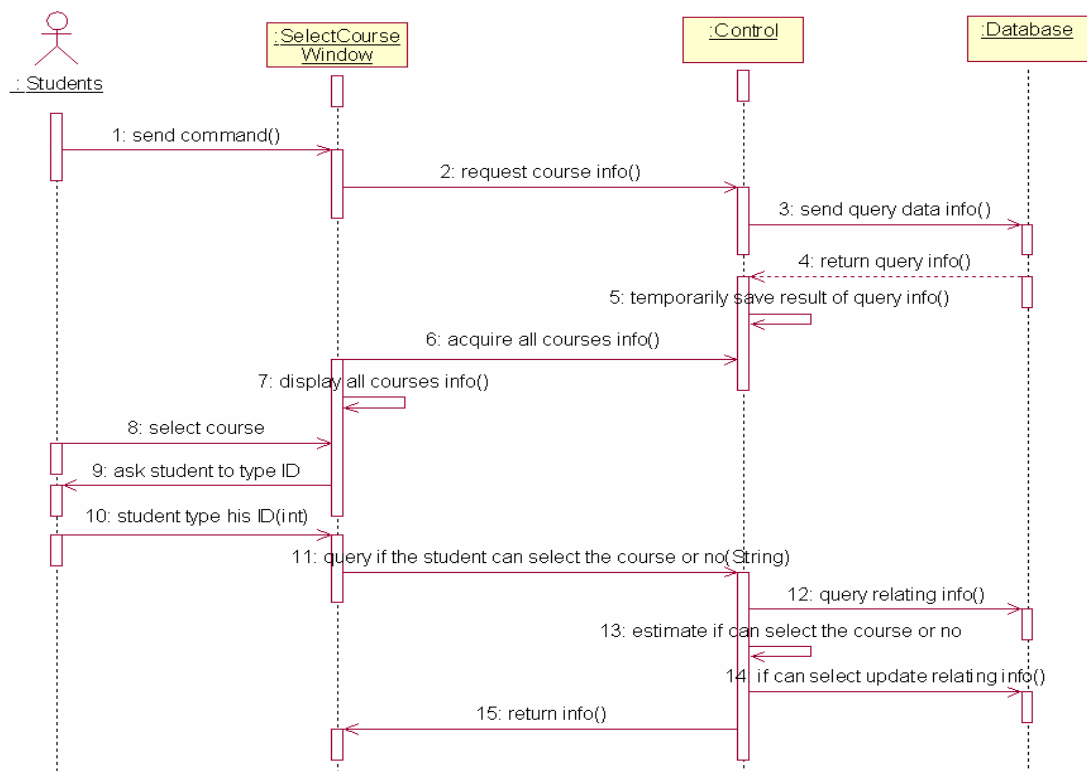 : Students
:SelectCourse
Window
:Control
:Database
1: send command()
2: request course info()
3: send query data info()
4: return query info()
5: temporarily save result of query info()
6: acquire all courses info()
7: display all courses info()
8: select course
9: ask student to type ID
10: student type his ID(int)
11: query if the student can select the course or no(String)
12: query relating info()
13: estimate if can select the course or no
14: if can select update relating info()
15: return info()